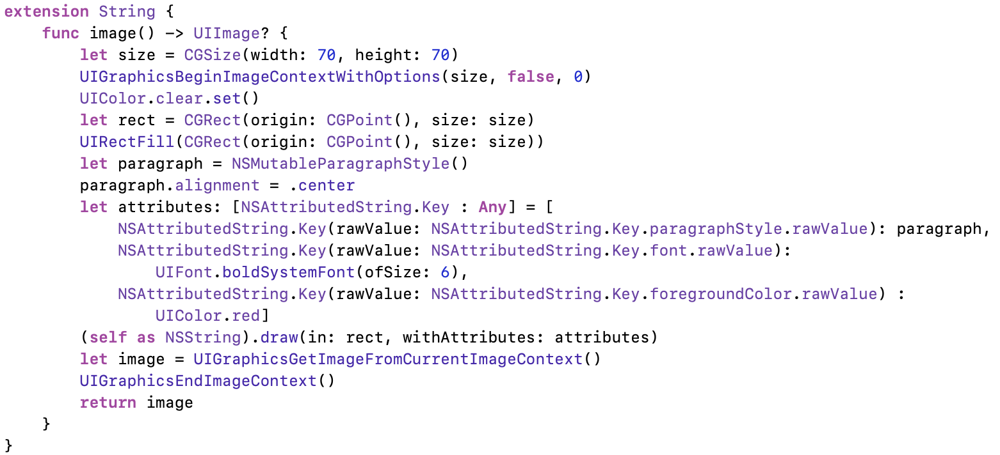 extension String {
    func image() -> UIImage? {
        let size = CGSize(width: 70, height: 70)
        UIGraphicsBeginImageContextWithOptions(size, false, 0)
        UIColor.clear.set()
        let rect = CGRect(origin: CGPoint(), size: size)
        UIRectFill(CGRect(origin: CGPoint(), size: size))
        let paragraph = NSMutableParagraphStyle()
        paragraph.alignment = .center
        let attributes: [NSAttributedString.Key : Any] = [
            NSAttributedString.Key(rawValue: NSAttributedString.Key.paragraphStyle.rawValue): paragraph,
            NSAttributedString.Key(rawValue: NSAttributedString.Key.font.rawValue):
                UIFont.boldSystemFont(ofSize: 6),
            NSAttributedString.Key(rawValue: NSAttributedString.Key.foregroundColor.rawValue) :
                UIColor.red]
        (self as NSString).draw(in: rect, withAttributes: attributes)
        let image = UIGraphicsGetImageFromCurrentImageContext()
        UIGraphicsEndImageContext()
        return image
    }
}